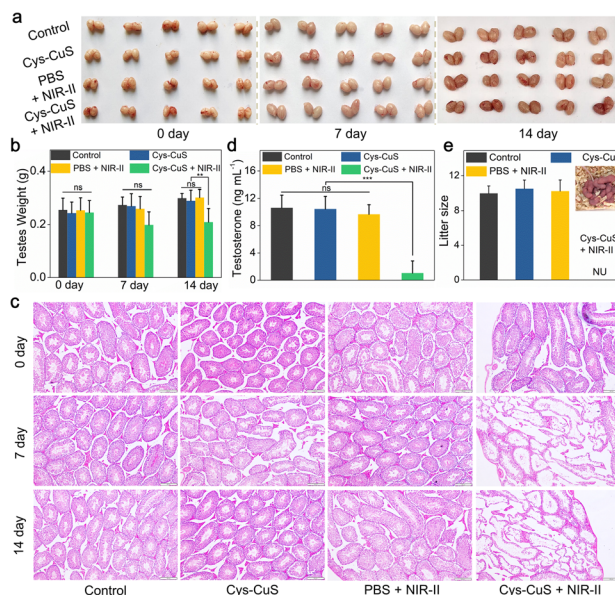 a
Control
Cys-CuS
PBS
+ NIR-II
Cys-CuS
+ NIR-II
0 day
7 day
14 day
b
Testes Weight (g)
0.4
0.2
0.0
Control
Cys-CuS
PBS + NIR-II
Cys-CuS + NIR-II
ns
ns
**
ns
0 day
7 day
14 day
d
Testosterone (ng mL⁻¹)
20
15
10
5
0
Control
Cys-CuS
PBS + NIR-II
Cys-CuS + NIR-II
***
ns
e
Litter size
16
12
8
4
0
Control
Cys-Cu
PBS + NIR-II
Cys-CuS
+ NIR-II
NU
c
0 day
7 day
14 day
Control
Cys-CuS
PBS + NIR-II
Cys-CuS + NIR-II